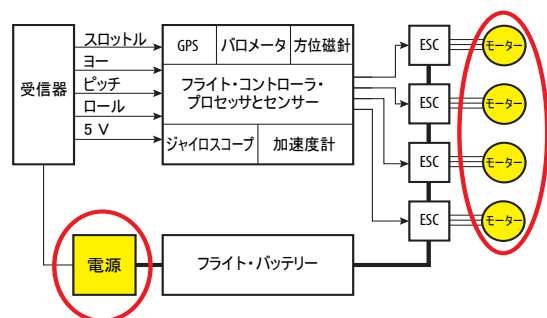 受信器
スロットル
ヨー
ピッチ
ロール
5 V
GPS
バロメータ
方位磁針
フライト・コントローラ・
プロセッサとセンサー
ジャイロスコープ
加速度計
ESC
モーター
ESC
モーター
ESC
モーター
ESC
モーター
電源
フライト・バッテリー